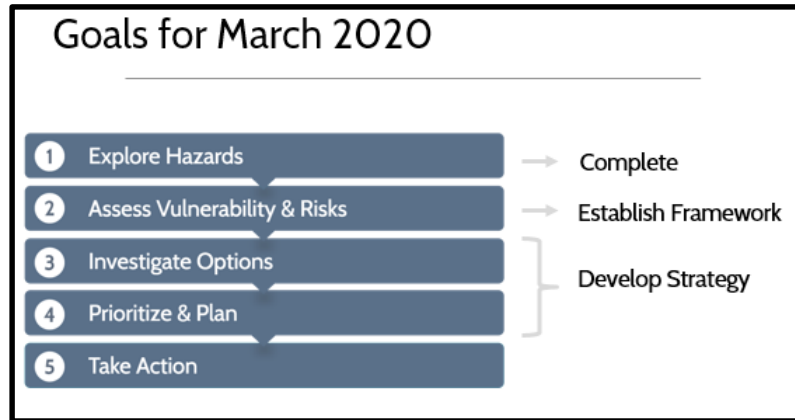 Goals for March 2020
1 Explore Hazards
Complete
2 Assess Vulnerability & Risks
Establish Framework
3 Investigate Options
Develop Strategy
4 Prioritize & Plan
5 Take Action